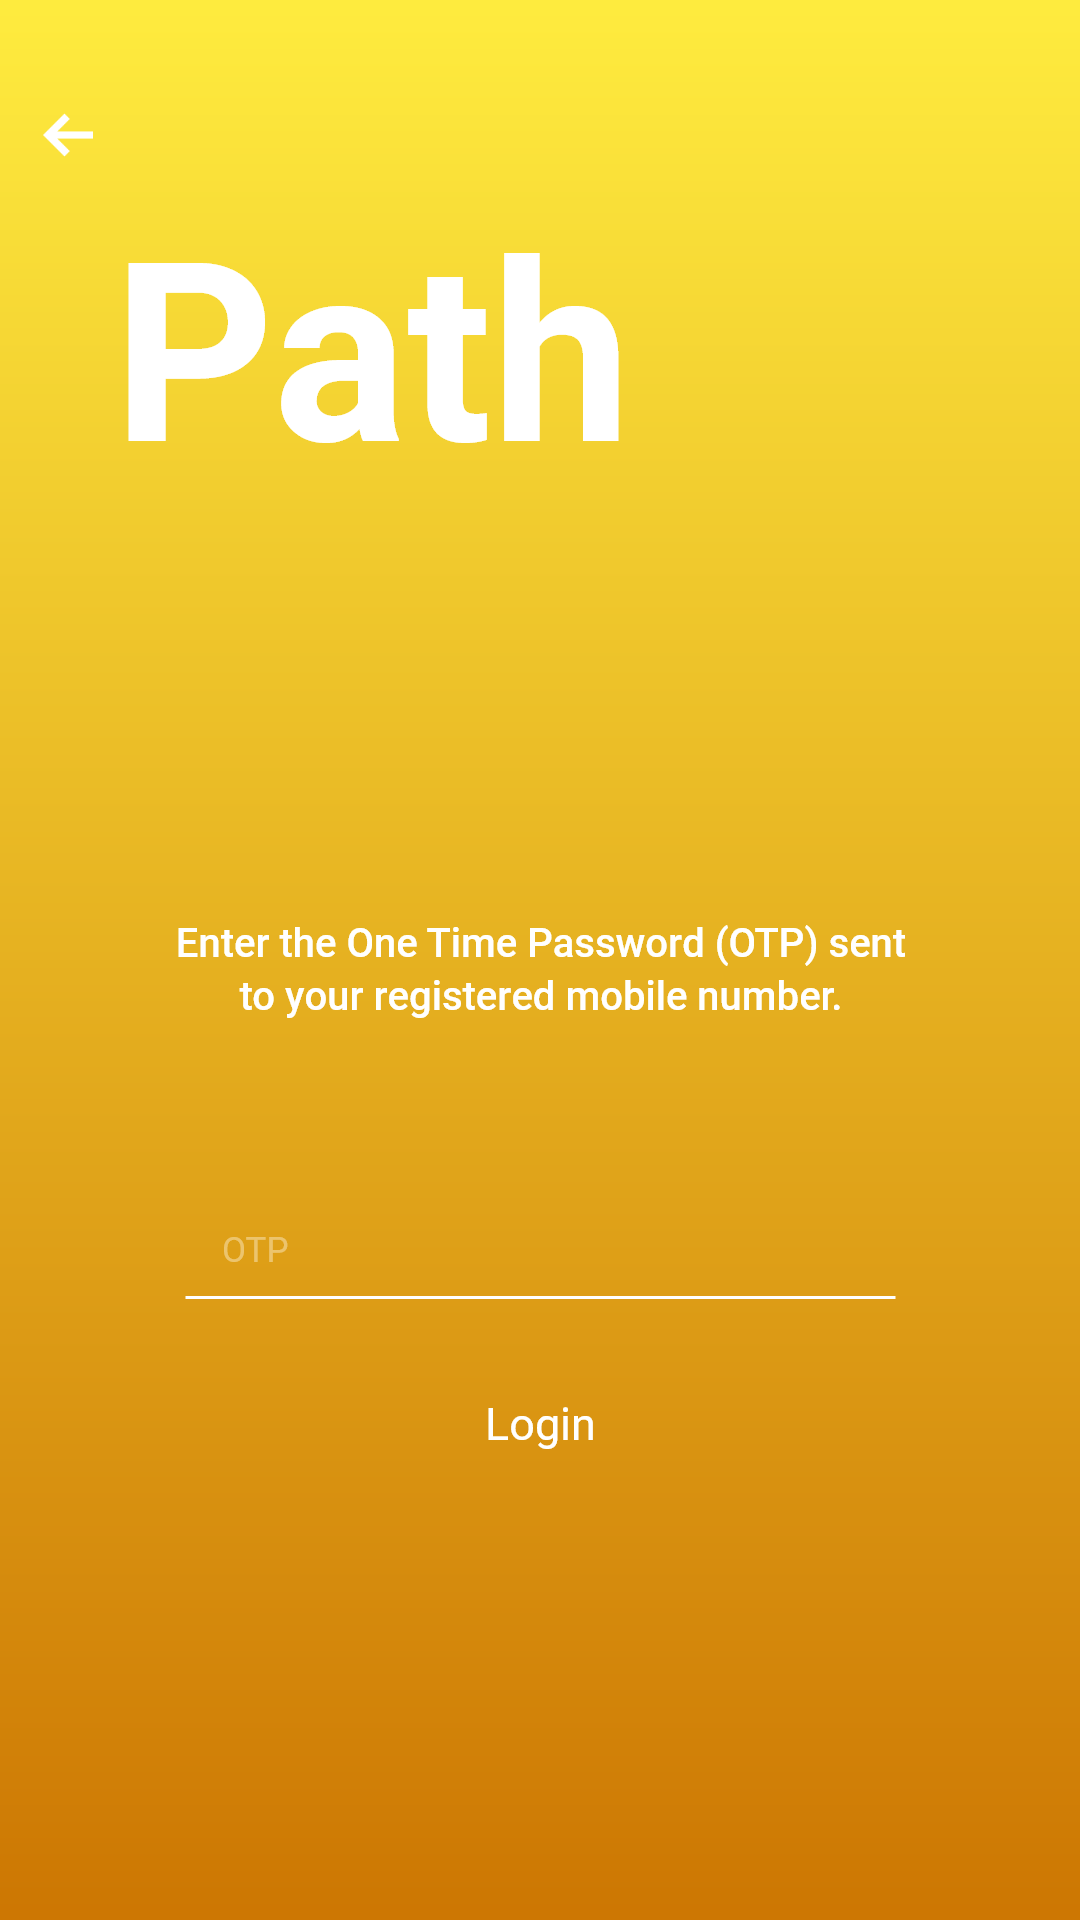 Path
Enter the One Time Password (OTP) sent
to your registered mobile number.
OTP
Login